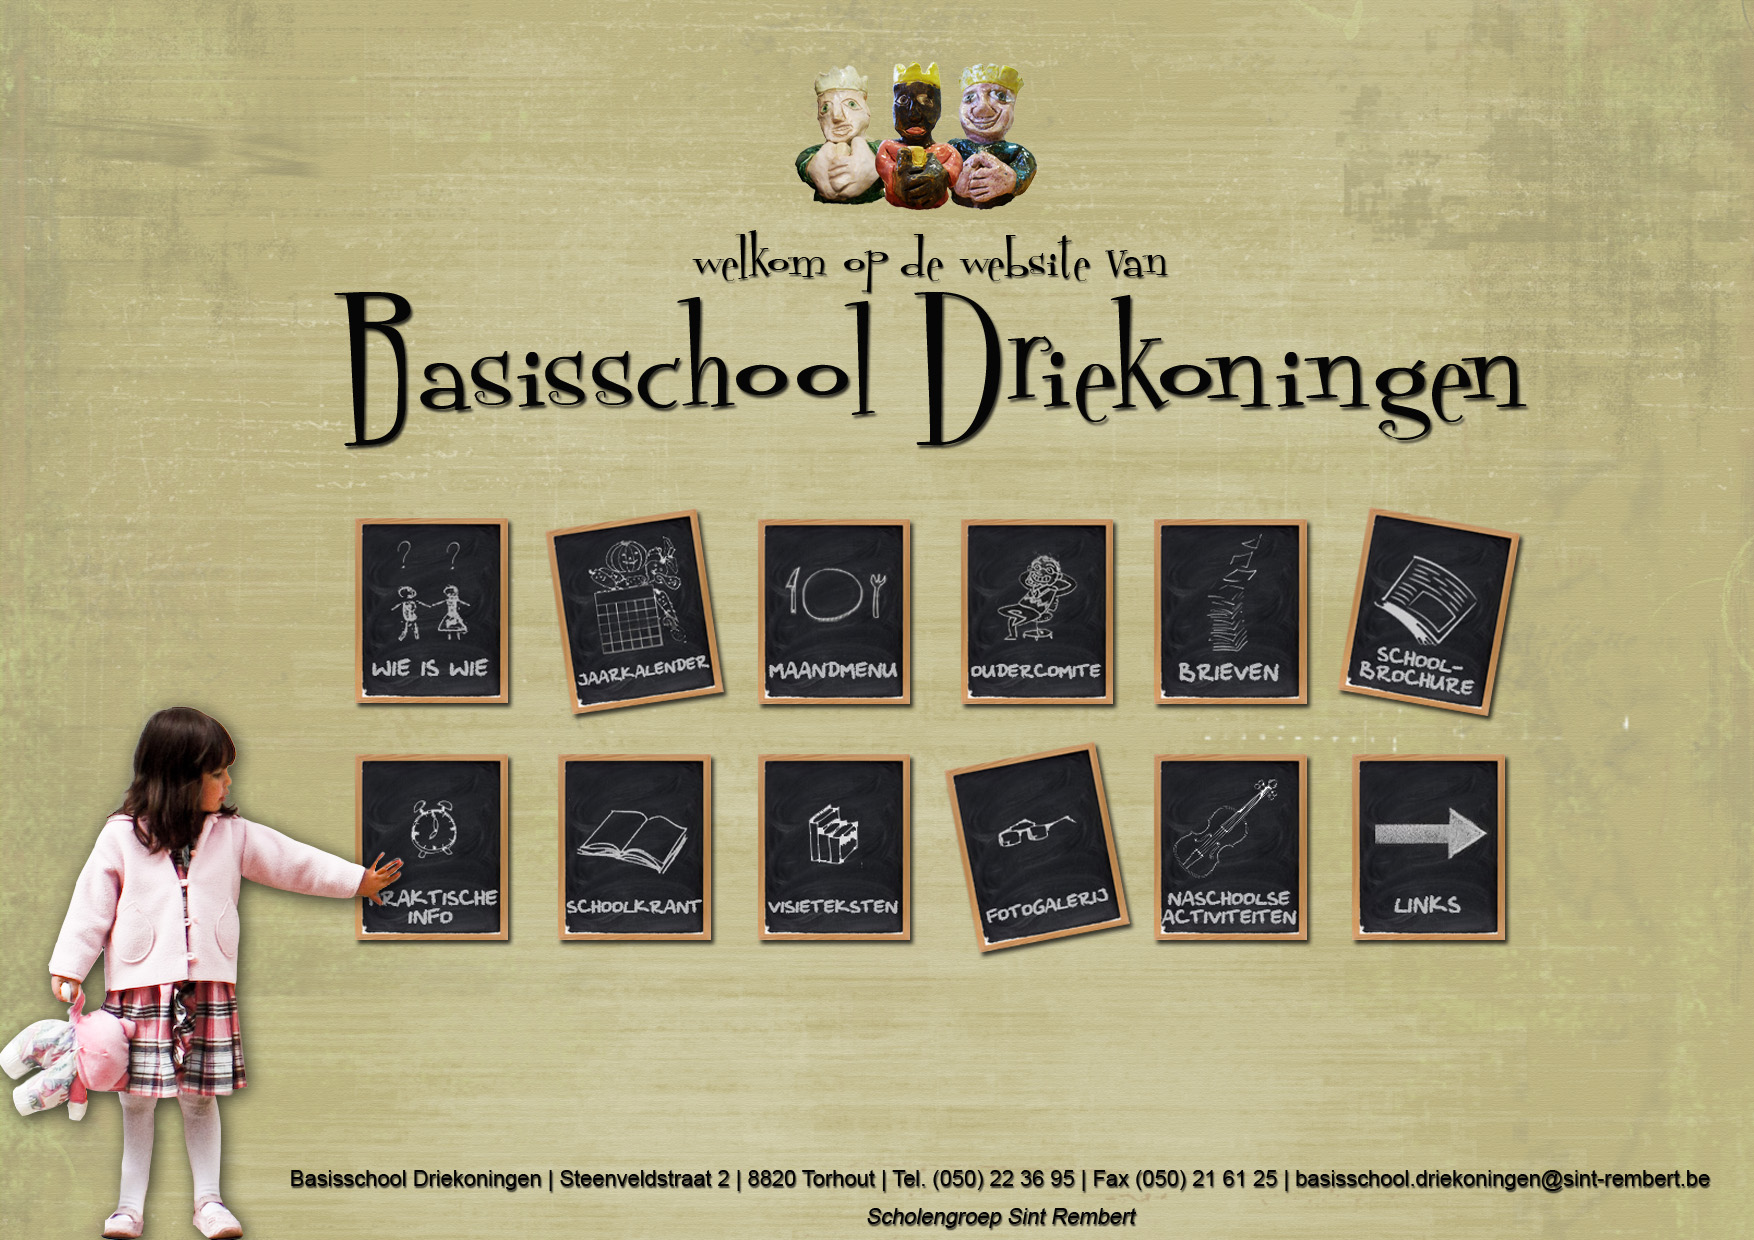 welkom op de website van
Basisschool Driekoningen
WIE IS WIE
JAARKALENDER
MAANDMENU
OUDERCOMITE
BRIEVEN
SCHOOL-
BROCHURE
PRAKTISCHE
INFO
SCHOOLKRANT
VISIETEKSTEN
FOTOGALERIJ
NASCHOOLSE
ACTIVITEITEN
LINKS
Basisschool Driekoningen | Steenveldstraat 2 | 8820 Torhout | Tel. (050) 22 36 95 | Fax (050) 21 61 25 | basisschool.driekoningen@sint-rembert.be
Scholengroep Sint Rembert